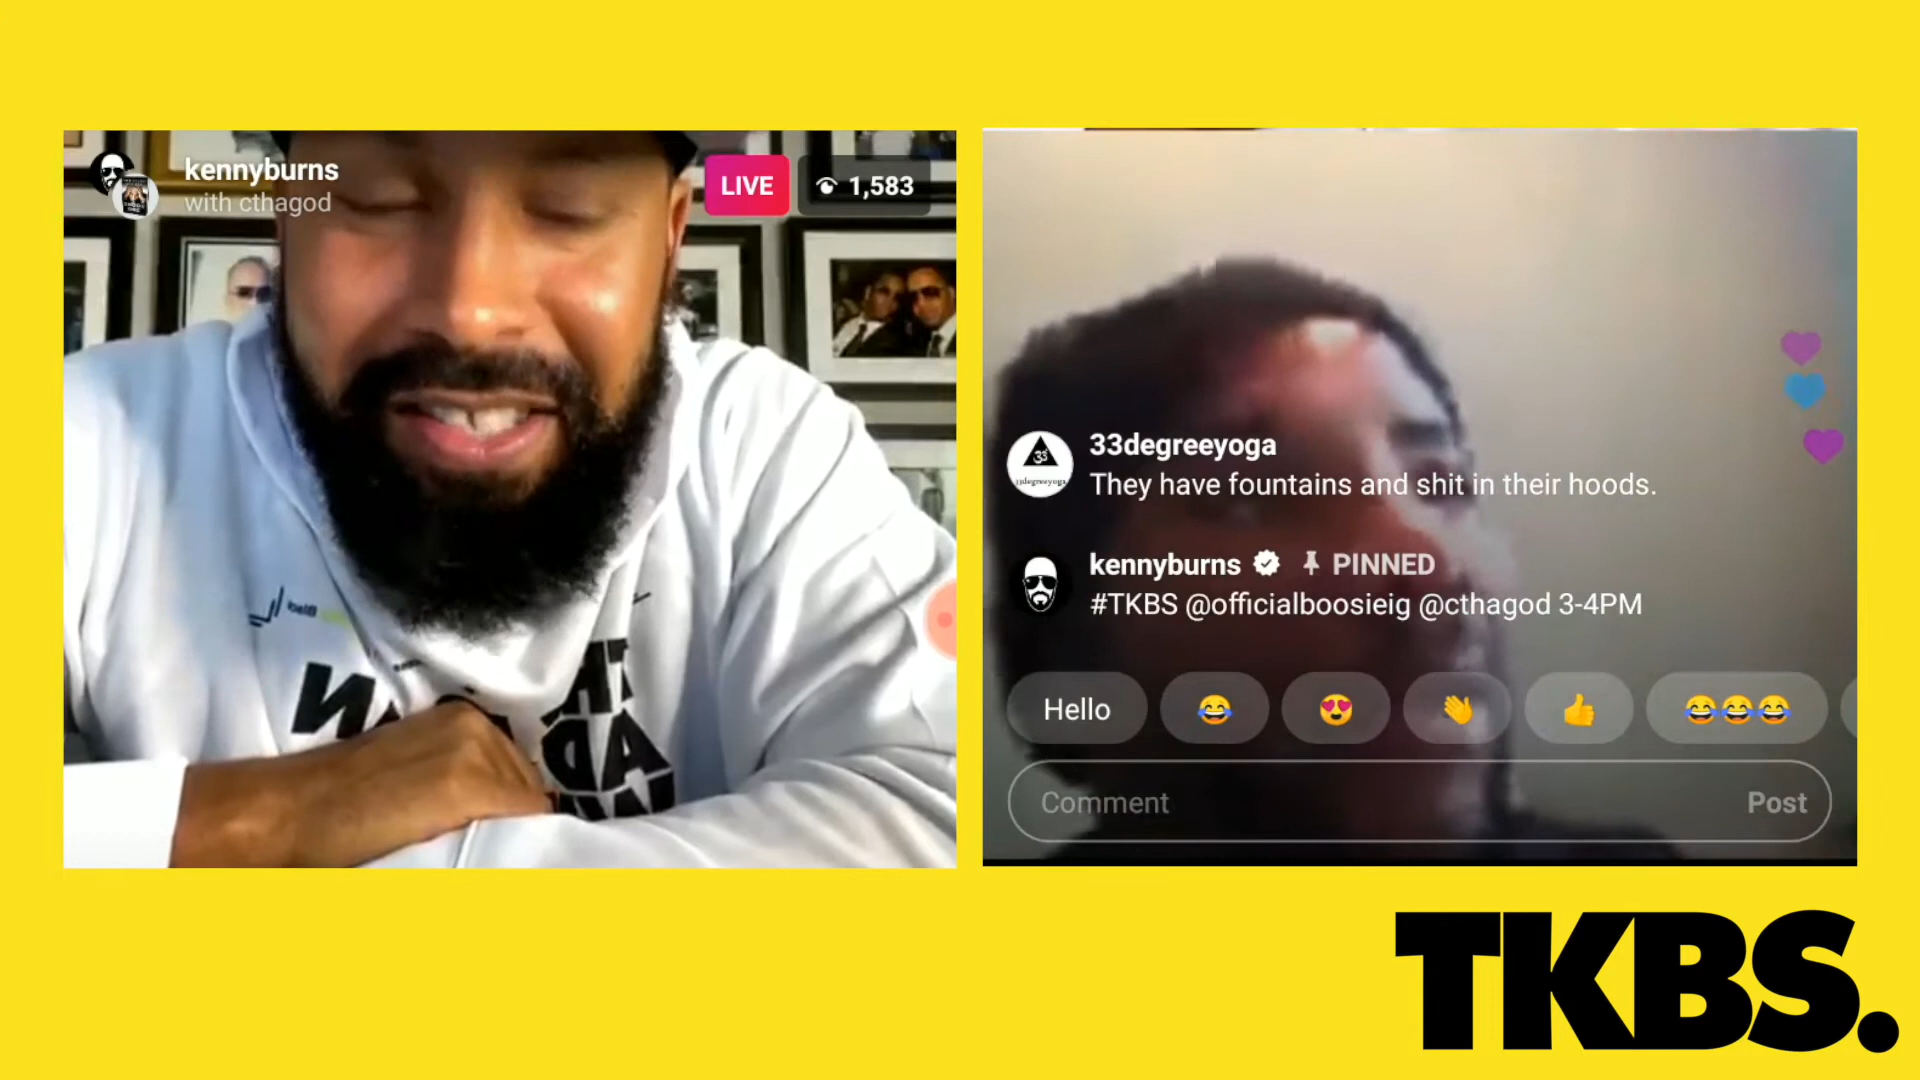 kennyburns
with cthagod
LIVE
1,583
33degreeyoga
They have fountains and shit in their hoods.
kennyburns PINNED
#TKBS @officialboosieig @cthagod 3-4PM
Hello
Comment
Post
TKBS.